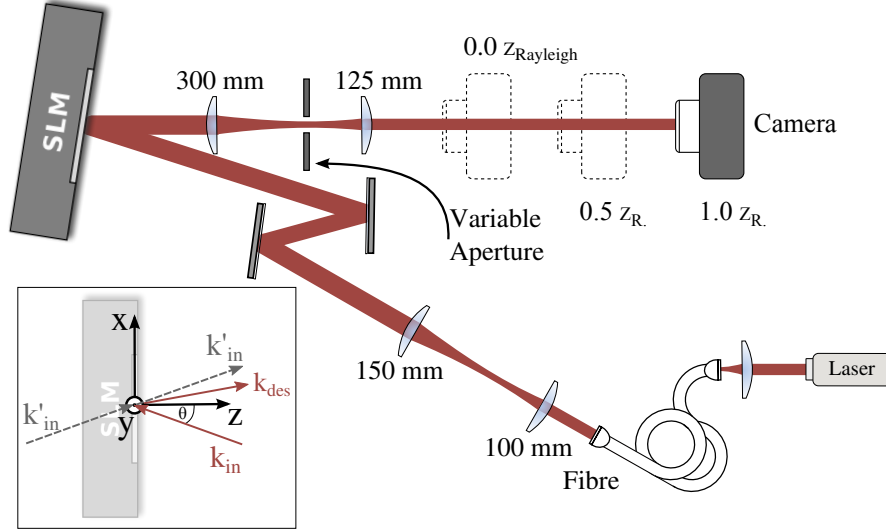 0.0 zRayleigh
300 mm
125 mm
SLM
Camera
0.5 zR.
1.0 zR.
Variable
Aperture
150 mm
Laser
100 mm
Fibre
x
k'in
kdes
SLM
y
z
θ
k'in
kin